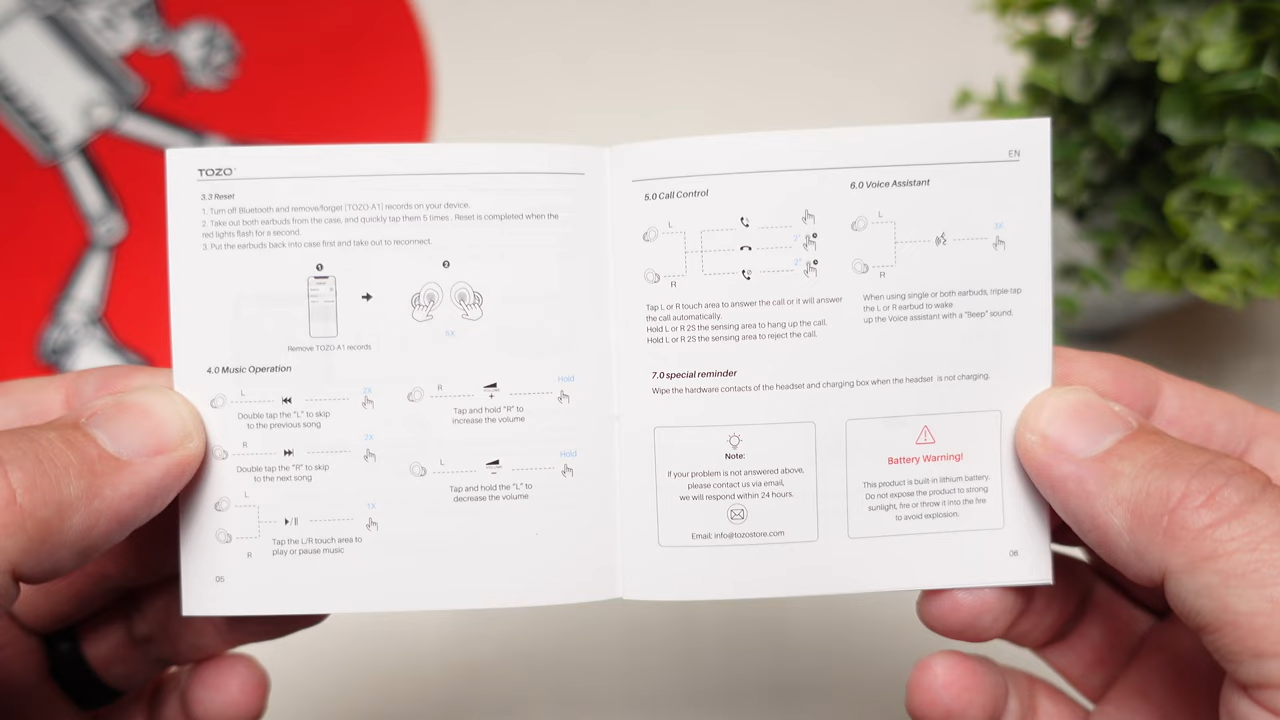 TOZO
3.3 Reset
1. Turn off Bluetooth and remove/forget [TOZO-A1] records on your device.
2. Take out both earbuds from the case, and quickly tap them 5 times . Reset is completed when the
red lights flash for a second.
3. Put the earbuds back into case first and take out to reconnect.
1
2
5X
Remove TOZO-A1 records
4.0 Music Operation
L
2X
Double tap the "L" to skip
to the previous song
R
2X
Double tap the "R" to skip
to the next song
L
R
1X
Tap the L/R touch area to
play or pause music
R
VOLUME
+
Hold
Tap and hold "R" to
increase the volume
L
VOLUME
-
Hold
Tap and hold the "L" to
decrease the volume
05
EN
5.0 Call Control
L
R
Tap L or R touch area to answer the call or it will answer
the call automatically.
Hold L or R 2S the sensing area to hang up the call.
Hold L or R 2S the sensing area to reject the call.
6.0 Voice Assistant
L
R
3X
When using single or both earbuds, triple-tap
the L or R earbud to wake
up the Voice assistant with a "Beep" sound.
7.0 special reminder
Wipe the hardware contacts of the headset and charging box when the headset is not charging.
Note:
If your problem is not answered above,
please contact us via email,
we will respond within 24 hours.
Email: info@tozostore.com
Battery Warning!
This product is built-in lithium battery.
Do not expose the product to strong
sunlight, fire or throw it into the fire
to avoid explosion.
06